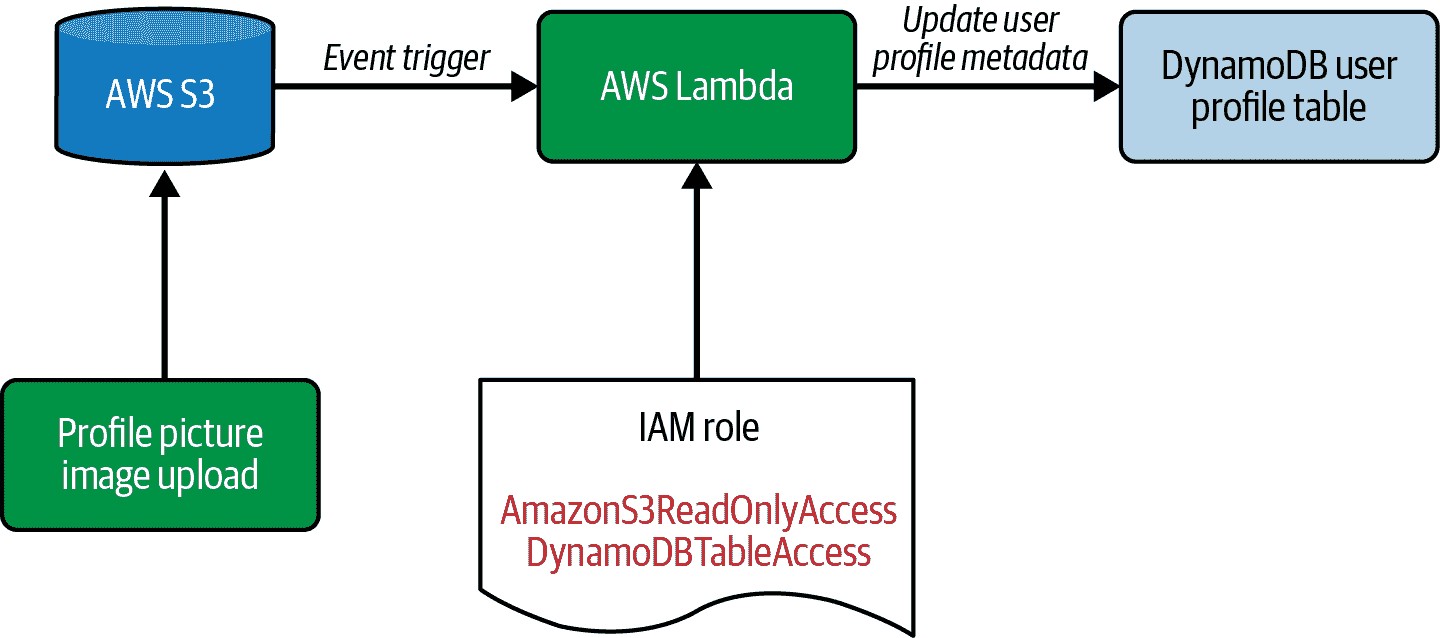 AWS S3
Event trigger
AWS Lambda
Update user
profile metadata
DynamoDB user
profile table
Profile picture
image upload
IAM role
AmazonS3ReadOnlyAccess
DynamoDBTableAccess